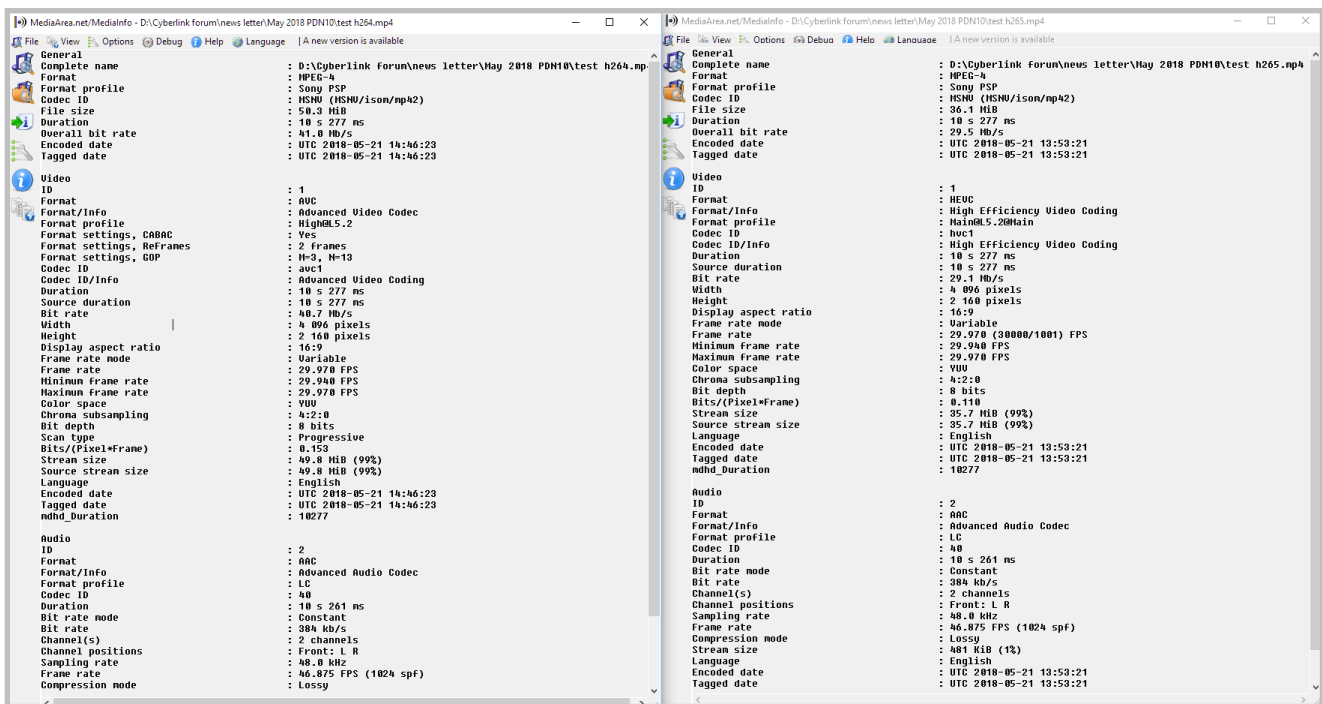 MediaArea.net/MediaInfo - D:\Cyberlink forum\news letter\May 2018 PDN10\test h264.mp4
File View Options Debug Help Language | A new version is available
General
Complete name : D:\Cyberlink forum\news letter\May 2018 PDN10\test h264.mp
Format : MPEG-4
Format profile : Sony PSP
Codec ID : MSNV (MSNV/isom/mp42)
File size : 50.3 MiB
Duration : 10 s 277 ms
Overall bit rate : 41.0 Mb/s
Encoded date : UTC 2018-05-21 14:46:23
Tagged date : UTC 2018-05-21 14:46:23
Video
ID : 1
Format : AVC
Format/Info : Advanced Video Codec
Format profile : High@L5.2
Format settings, CABAC : Yes
Format settings, ReFrames : 2 frames
Format settings, GOP : M=3, N=13
Codec ID : avc1
Codec ID/Info : Advanced Video Coding
Duration : 10 s 277 ms
Source duration : 10 s 277 ms
Bit rate : 40.7 Mb/s
Width : 4 096 pixels
Height : 2 160 pixels
Display aspect ratio : 16:9
Frame rate mode : Variable
Frame rate : 29.970 FPS
Minimum frame rate : 29.940 FPS
Maximum frame rate : 29.970 FPS
Color space : YUV
Chroma subsampling : 4:2:0
Bit depth : 8 bits
Scan type : Progressive
Bits/(Pixel*Frame) : 0.153
Stream size : 49.8 MiB (99%)
Source stream size : 49.8 MiB (99%)
Language : English
Encoded date : UTC 2018-05-21 14:46:23
Tagged date : UTC 2018-05-21 14:46:23
mdhd_Duration : 10277
Audio
ID : 2
Format : AAC
Format/Info : Advanced Audio Codec
Format profile : LC
Codec ID : 40
Duration : 10 s 261 ms
Bit rate mode : Constant
Bit rate : 384 kb/s
Channel(s) : 2 channels
Channel positions : Front: L R
Sampling rate : 48.0 kHz
Frame rate : 46.875 FPS (1024 spf)
Compression mode : Lossy
MediaArea.net/MediaInfo - D:\Cyberlink forum\news letter\May 2018 PDN10\test h265.mp4
File View Options Debug Help Language | A new version is available
General
Complete name : D:\Cyberlink forum\news letter\May 2018 PDN10\test h265.mp4
Format : MPEG-4
Format profile : Sony PSP
Codec ID : MSNV (MSNV/isom/mp42)
File size : 36.1 MiB
Duration : 10 s 277 ms
Overall bit rate : 29.5 Mb/s
Encoded date : UTC 2018-05-21 13:53:21
Tagged date : UTC 2018-05-21 13:53:21
Video
ID : 1
Format : HEVC
Format/Info : High Efficiency Video Coding
Format profile : Main@L5.2@Main
Codec ID : hvc1
Codec ID/Info : High Efficiency Video Coding
Duration : 10 s 277 ms
Source duration : 10 s 277 ms
Bit rate : 29.1 Mb/s
Width : 4 096 pixels
Height : 2 160 pixels
Display aspect ratio : 16:9
Frame rate mode : Variable
Frame rate : 29.970 (30000/1001) FPS
Minimum frame rate : 29.940 FPS
Maximum frame rate : 29.970 FPS
Color space : YUV
Chroma subsampling : 4:2:0
Bit depth : 8 bits
Bits/(Pixel*Frame) : 0.110
Stream size : 35.7 MiB (99%)
Source stream size : 35.7 MiB (99%)
Language : English
Encoded date : UTC 2018-05-21 13:53:21
Tagged date : UTC 2018-05-21 13:53:21
mdhd_Duration : 10277
Audio
ID : 2
Format : AAC
Format/Info : Advanced Audio Codec
Format profile : LC
Codec ID : 40
Duration : 10 s 261 ms
Bit rate mode : Constant
Bit rate : 384 kb/s
Channel(s) : 2 channels
Channel positions : Front: L R
Sampling rate : 48.0 kHz
Frame rate : 46.875 FPS (1024 spf)
Compression mode : Lossy
Stream size : 481 KiB (1%)
Language : English
Encoded date : UTC 2018-05-21 13:53:21
Tagged date : UTC 2018-05-21 13:53:21